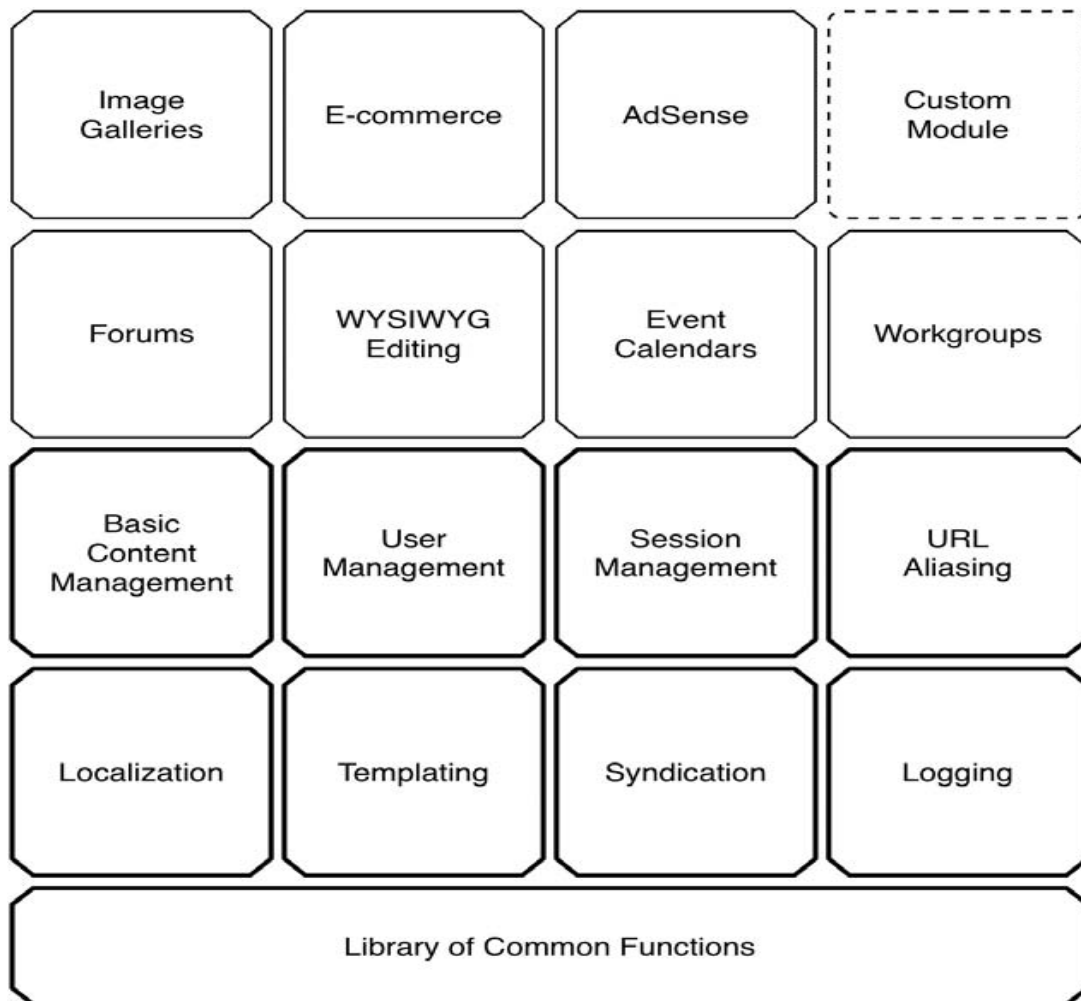 Image
Galleries
E-commerce
AdSense
Custom
Module
Forums
WYSIWYG
Editing
Event
Calendars
Workgroups
Basic
Content
Management
User
Management
Session
Management
URL
Aliasing
Localization
Templating
Syndication
Logging
Library of Common Functions